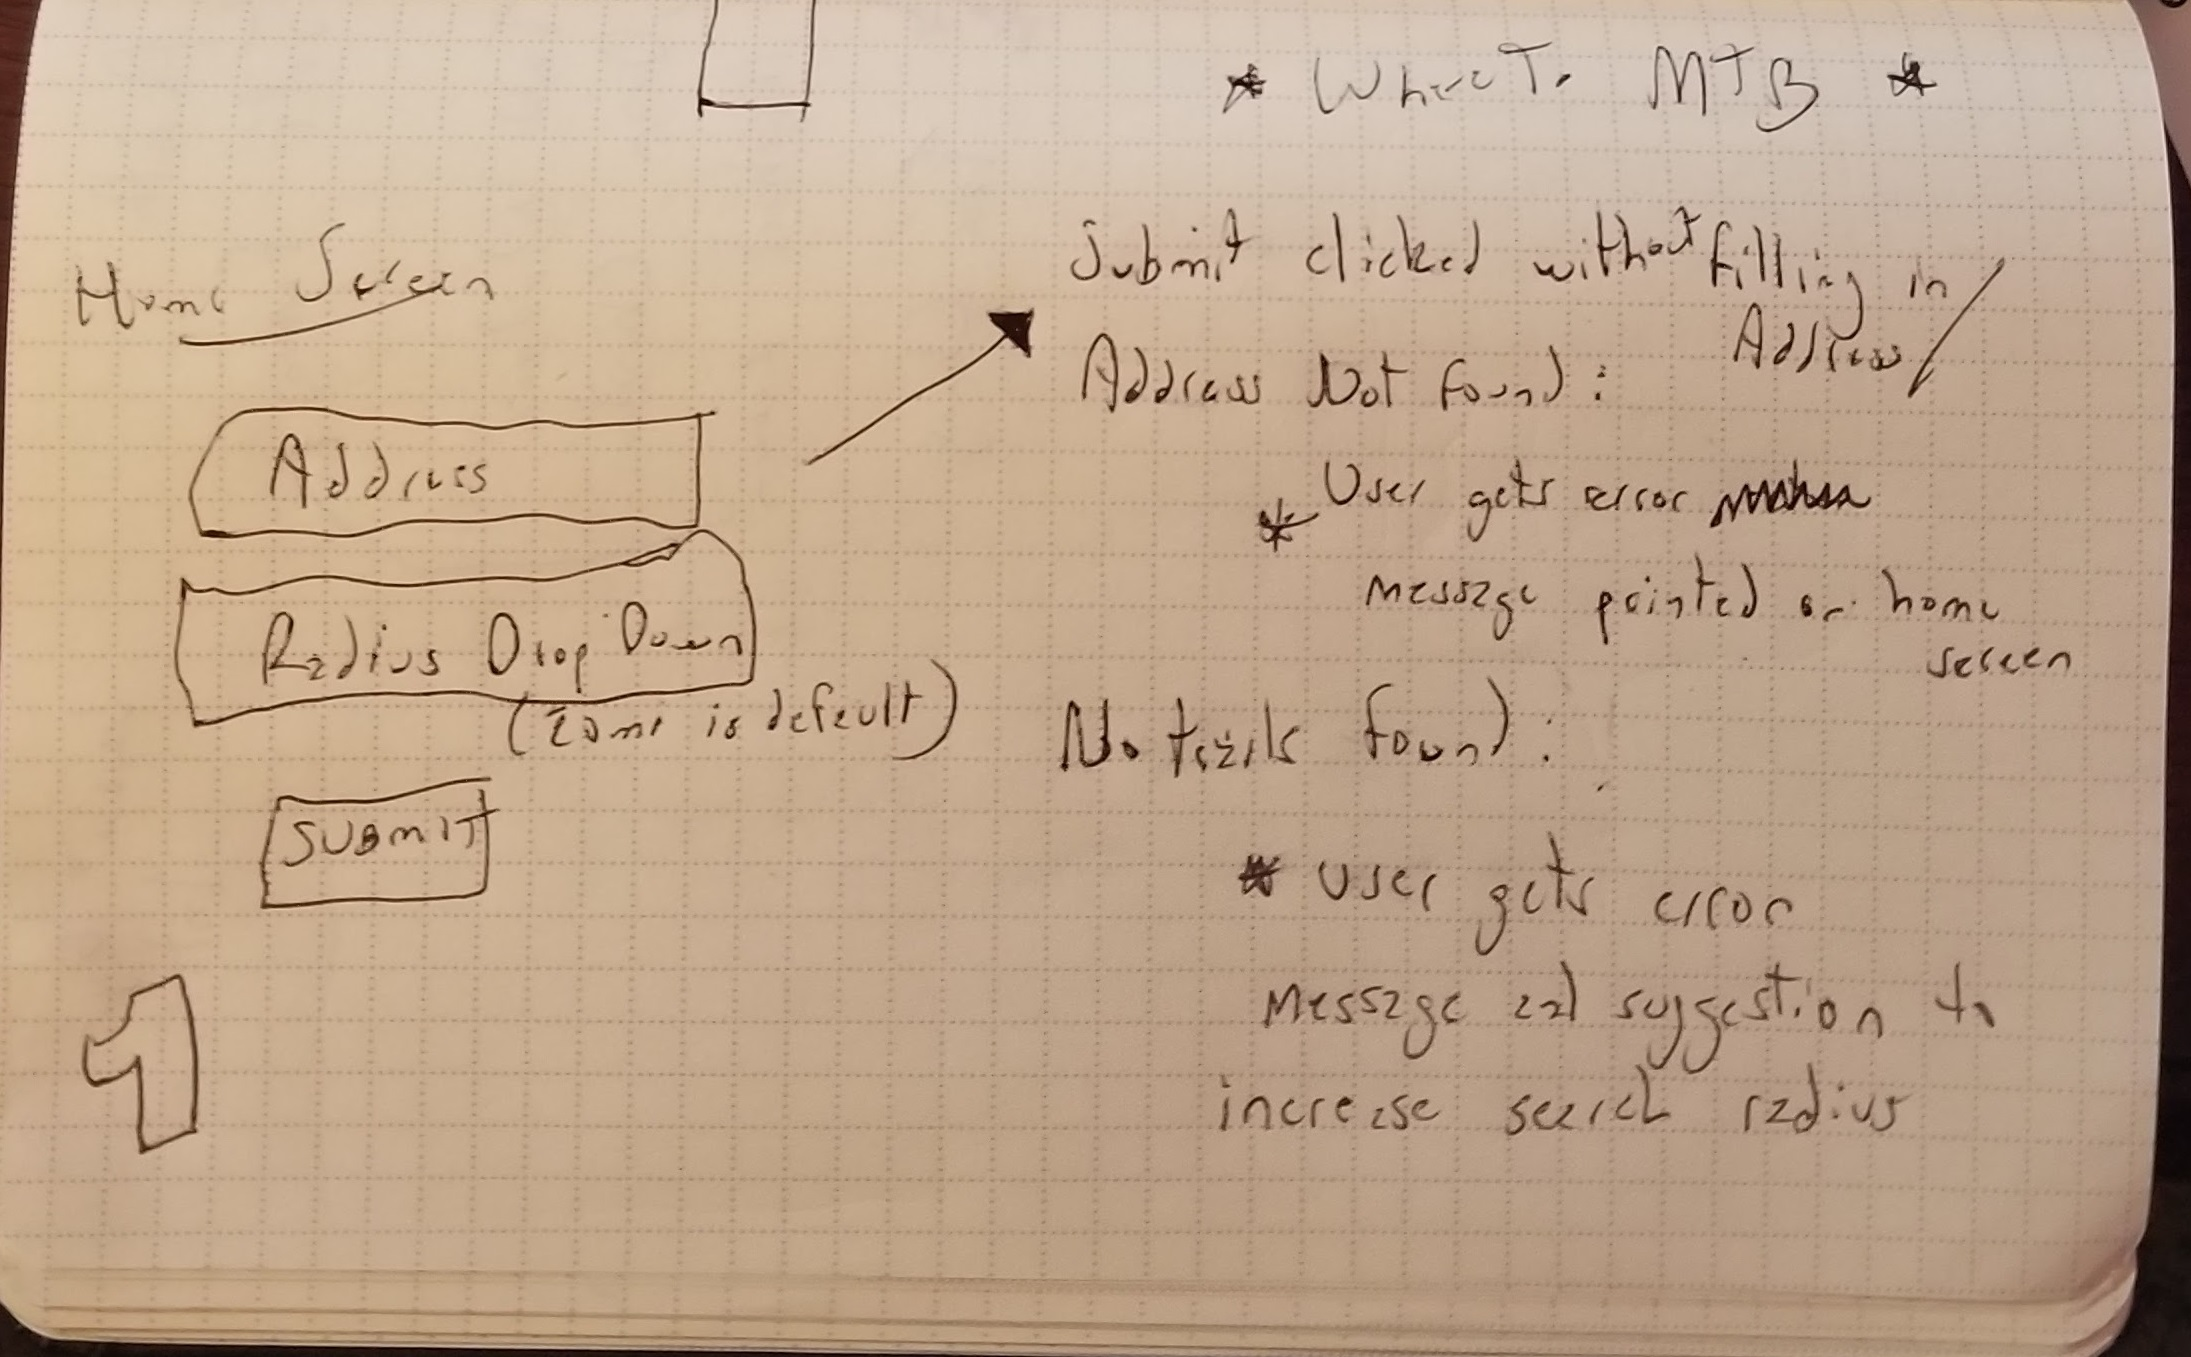 * Where To MTB *
Home Screen
Address
Radius Drop Down
(20mi is default)
SUBMIT
1
Submit clicked without filling in
Address /
Address Not Found:
* User gets error
message printed on home
screen
No trails found:
* User gets error
message and suggestion to
increase search radius